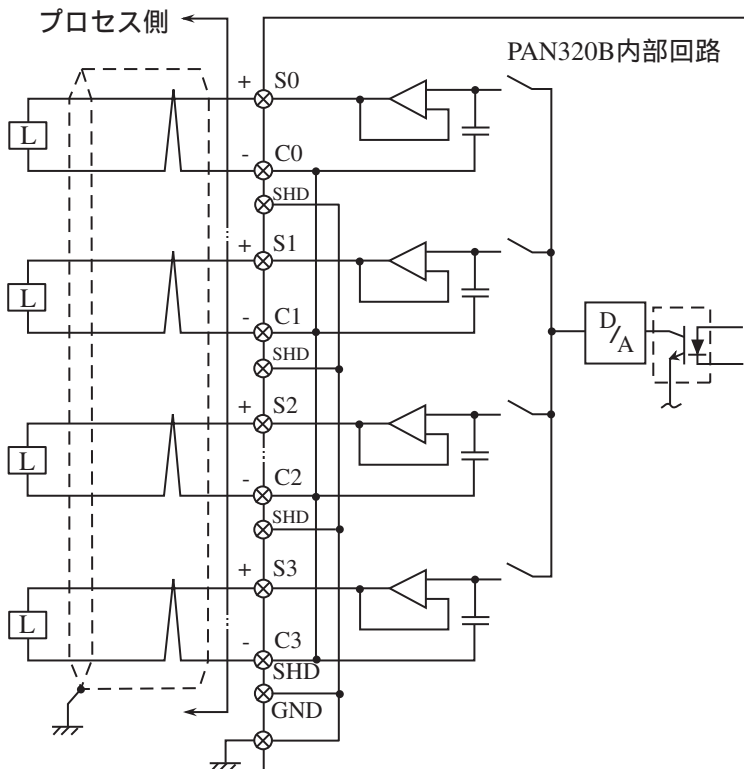 プロセス側
PAN320B内部回路
+ S0
L
- C0
SHD
+ S1
L
- C1
SHD
D/A
+ S2
L
- C2
SHD
+ S3
L
- C3
SHD
GND